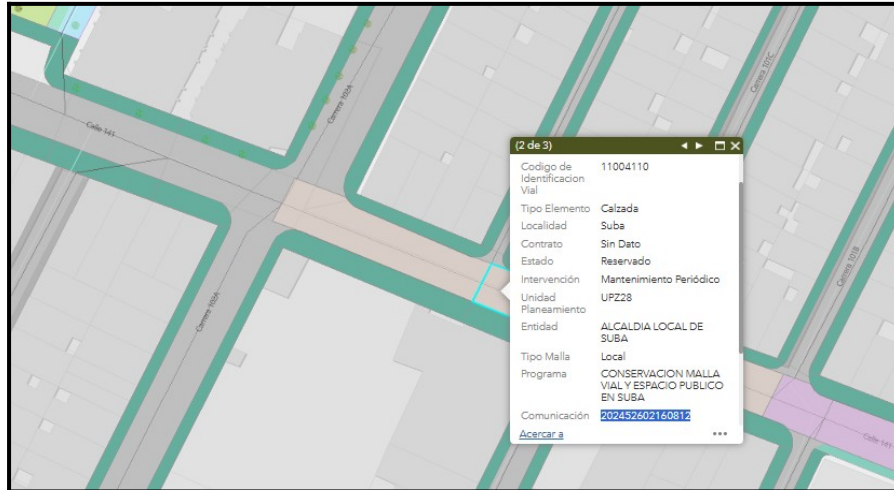 Calle 141
Carrera 103A
Carrera 101C
(2 de 3)
Codigo de Identificacion Vial 11004110
Tipo Elemento Calzada
Localidad Suba
Contrato Sin Dato
Estado Reservado
Intervención Mantenimiento Periódico
Unidad Planeamiento UPZ28
Entidad ALCALDIA LOCAL DE SUBA
Tipo Malla Local
Programa CONSERVACION MALLA VIAL Y ESPACIO PUBLICO EN SUBA
Comunicación 202452602160812
Acercar a
Carrera 101B
Carrera 103A
Calle 141